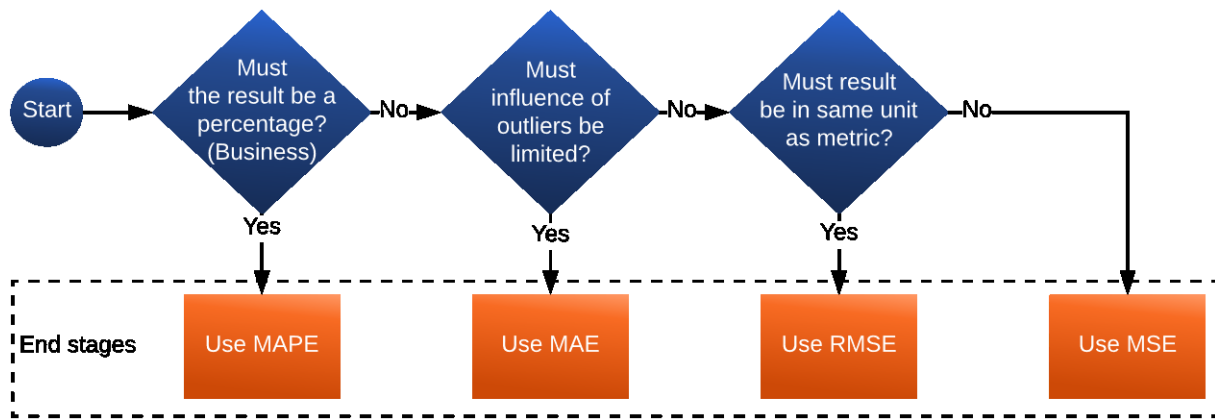 Start
Must
the result be a
percentage?
(Business)
No
Must
influence of
outliers be
limited?
No
Must result
be in same unit
as metric?
No
Yes
Yes
Yes
End stages
Use MAPE
Use MAE
Use RMSE
Use MSE